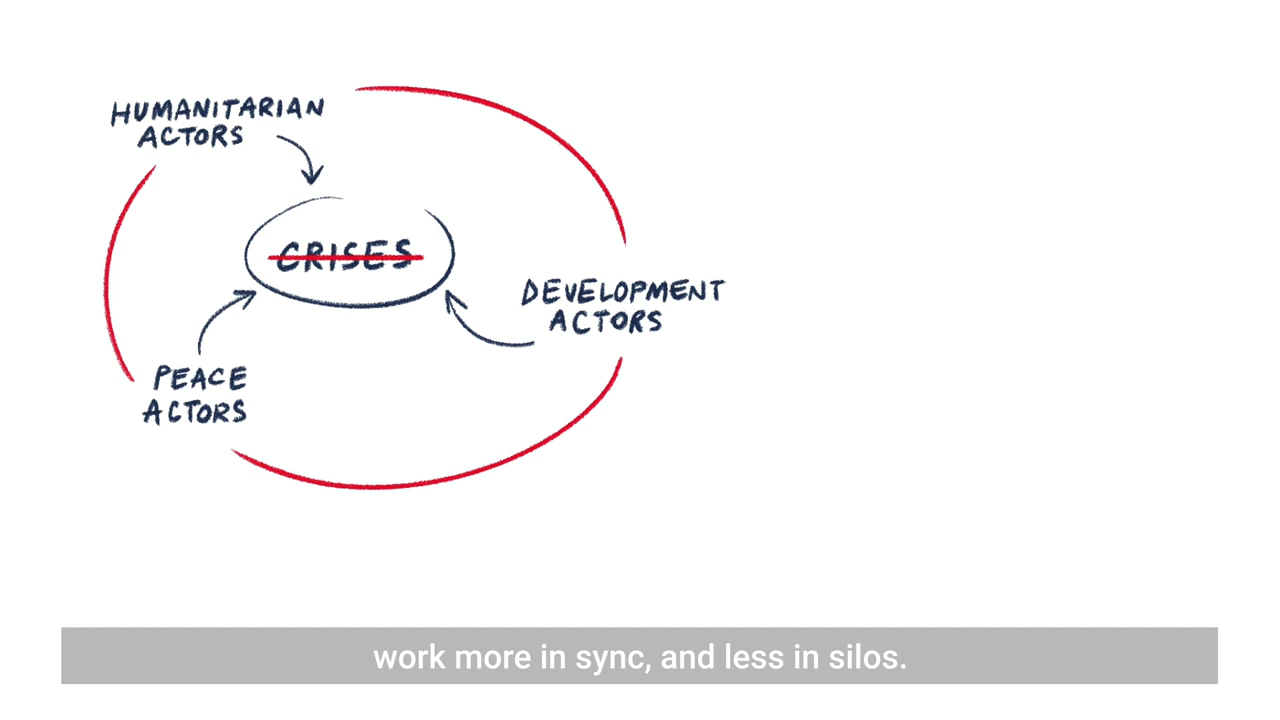 HUMANITARIAN
ACTORS
CRISES
DEVELOPMENT
ACTORS
PEACE
ACTORS
work more in sync, and less in silos.